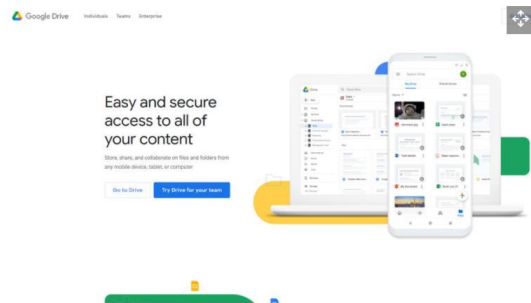 Google Drive
Individuals Teams Enterprise
Easy and secure
access to all of
your content
Store, share, and collaborate on files and folders from
any mobile device, tablet, or computer
Go to Drive
Try Drive for your team
Drive